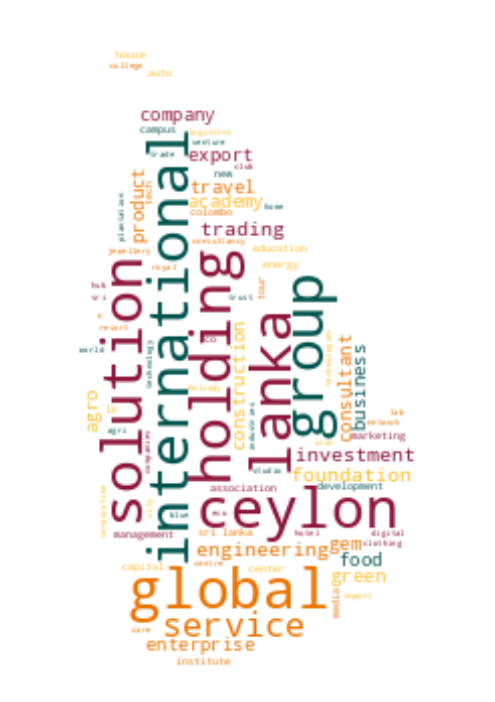 house
college
auto
company
campus
logistics
venture
trade
export
club
new
tech
product
travel
plantation
academy
home
colombo
trading
consultancy
international
jewellery
education
royal
energy
solution
holding
tour
hub
sri
trust
group
lanka
e
resort
co
world
technology
construction
technologies
consultant
business
holiday
agro
lk
lab
network
agri
industries
star
marketing
companies
investment
studio
foundation
corporation
association
development
city
ceylon
blue
eco
management
sri lanka
hotel
digital
engineering
gem
clothing
food
capital
centre
center
green
global
media
import
service
care
enterprise
institute